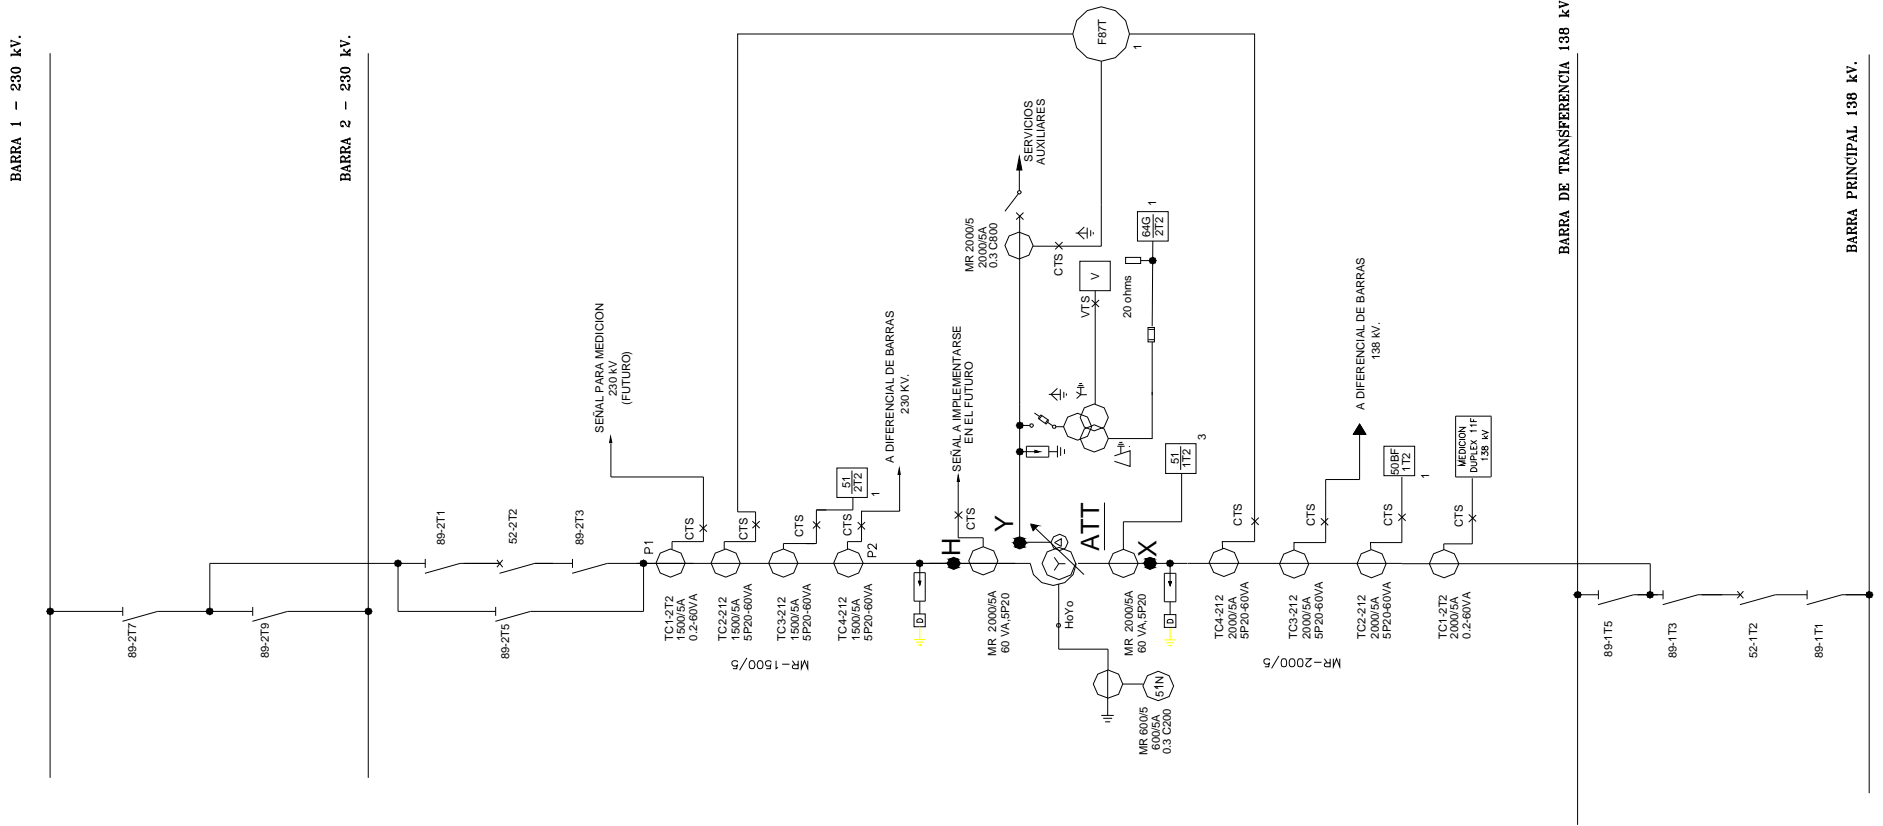 BARRA 1 - 230 kV.
BARRA 2 - 230 kV.
BARRA DE TRANSFERENCIA 138 kV
BARRA PRINCIPAL 138 kV.
89-2T7
89-2T9
89-2T1
52-2T2
89-2T3
89-2T5
SEÑAL PARA MEDICION
230 kV
(FUTURO)
P1
CTS
CTS
CTS
CTS
P2
51
2T2
1
A DIFERENCIAL DE BARRAS
230 KV.
TC1-2T2
1500/5A
0.2-60VA
TC2-212
1500/5A
5P20-60VA
TC3-212
1500/5A
5P20-60VA
TC4-212
1500/5A
5P20-60VA
MR-1500/5
D
SEÑAL A IMPLEMENTARSE
EN EL FUTURO
CTS
H
MR 2000/5A
60 VA,5P20
Y
ATT
HoYo
MR 600/5
600/5A
0.3 C200
51N
MR 2000/5
2000/5A
0.3 C800
CTS
SERVICIOS
AUXILIARES
F87T
1
VTS
V
20 ohms
64G
2T2
1
51
1T2
3
X
MR 2000/5A
60 VA,5P20
D
CTS
CTS
CTS
CTS
A DIFERENCIAL DE BARRAS
138 kV.
50BF
1T2
1
MEDICION
DUPLEX 11F
138 kV
TC4-212
2000/5A
5P20-60VA
TC3-212
2000/5A
5P20-60VA
TC2-212
2000/5A
5P20-60VA
TC1-2T2
2000/5A
0.2-60VA
MR-2000/5
89-1T5
89-1T3
52-1T2
89-1T1